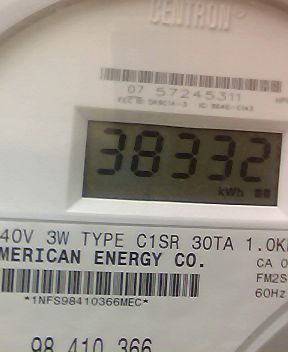 CENTRON®
07 57245311
38332
kWh
40V 3W TYPE C1SR 30TA 1.0K
MERICAN ENERGY CO.
CA 0
FM2S
60Hz
*1NFS98410366MEC*
98 410 366